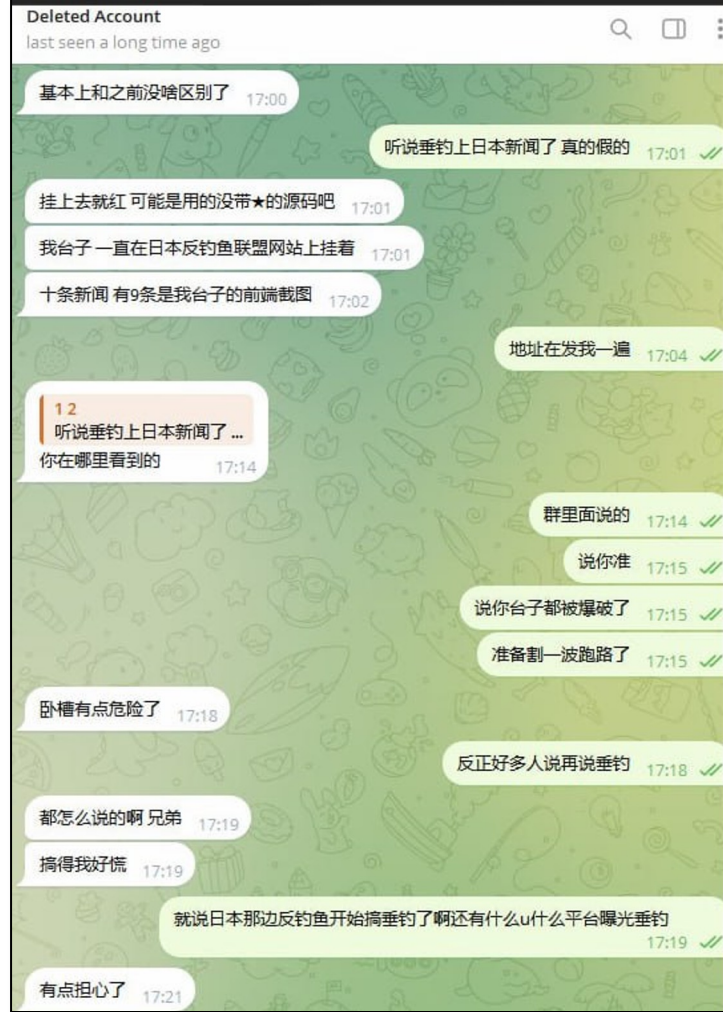 Deleted Account
last seen a long time ago
基本上和之前没啥区别了 17:00
听说垂钓上日本新闻了 真的假的 17:01
挂上去就红 可能是用的没带★的源码吧 17:01
我台子 一直在日本反钓鱼联盟网站上挂着 17:01
十条新闻 有9条是我台子的前端截图 17:02
地址在发我一遍 17:04
1 2
听说垂钓上日本新闻了 ...
你在哪里看到的 17:14
群里面说的 17:14
说你准 17:15
说你台子都被爆破了 17:15
准备割一波跑路了 17:15
卧槽有点危险了 17:18
反正好多人说再说垂钓 17:18
都怎么说的啊 兄弟 17:19
搞得我好慌 17:19
就说日本那边反钓鱼开始搞垂钓了啊还有什么u什么平台曝光垂钓
17:19
有点担心了 17:21